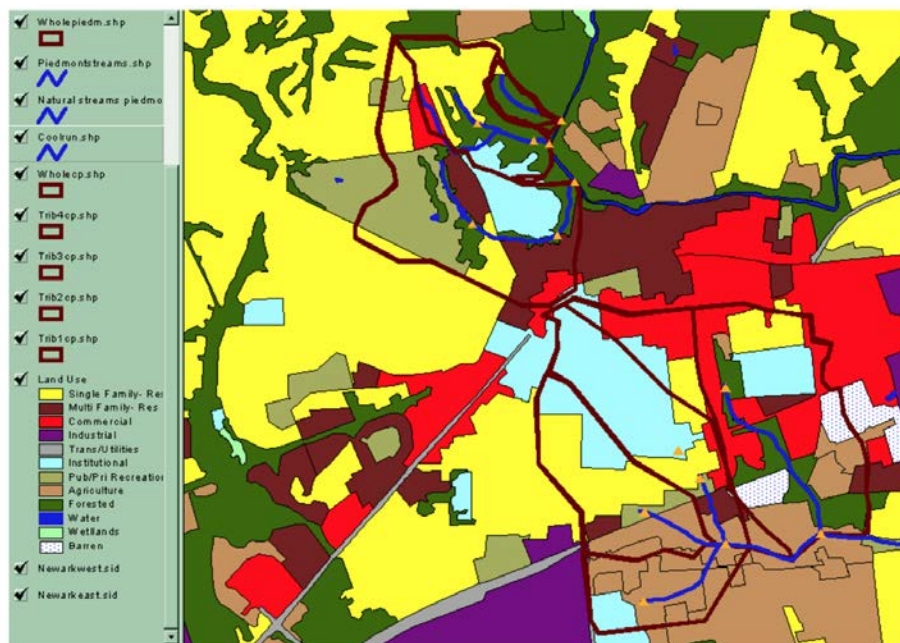 Wholepiedm.shp
Piedmontstreams.shp
Natural streams piedmo
Coolrun.shp
Wholecp.shp
Trib4cp.shp
Trib3cp.shp
Trib2cp.shp
Trib1cp.shp
Land Use
Single Family- Res
Multi Family- Res
Commercial
Industrial
Trans/Utilities
Institutional
Pub/Pri Recreation
Agriculture
Forested
Water
Wetllands
Barren
Newarkwest.sid
Newarkeast.sid